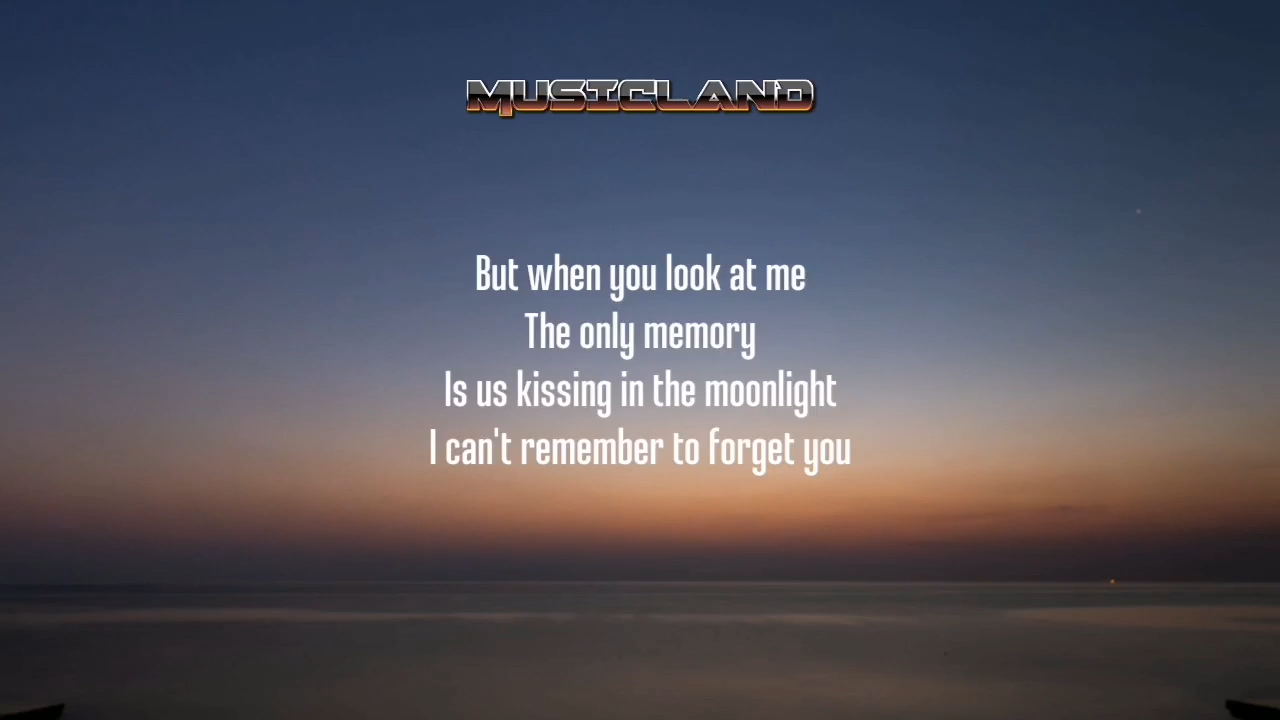 MUSICLAND
But when you look at me
The only memory
Is us kissing in the moonlight
I can't remember to forget you